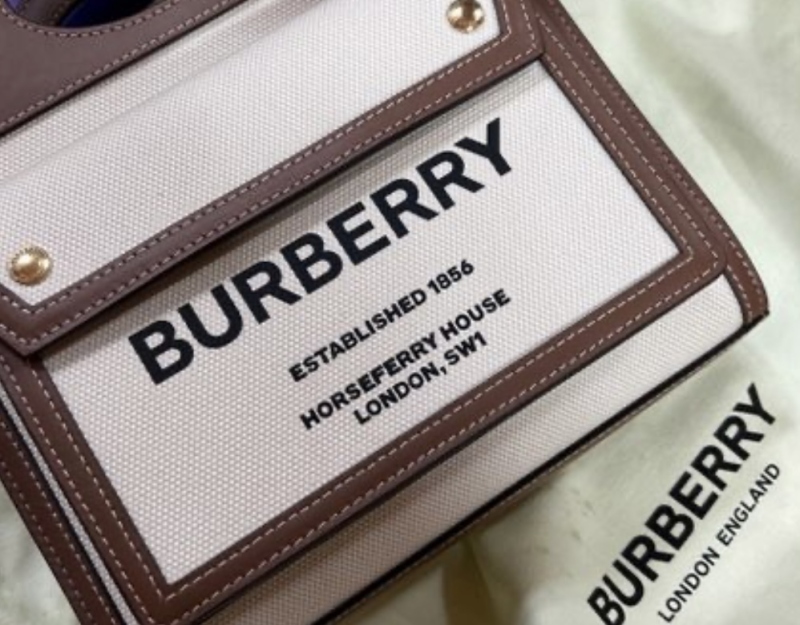 BURBERRY
ESTABLISHED 1856
HORSEFERRY HOUSE
LONDON, SW1
BURBERRY
LONDON ENGLAND